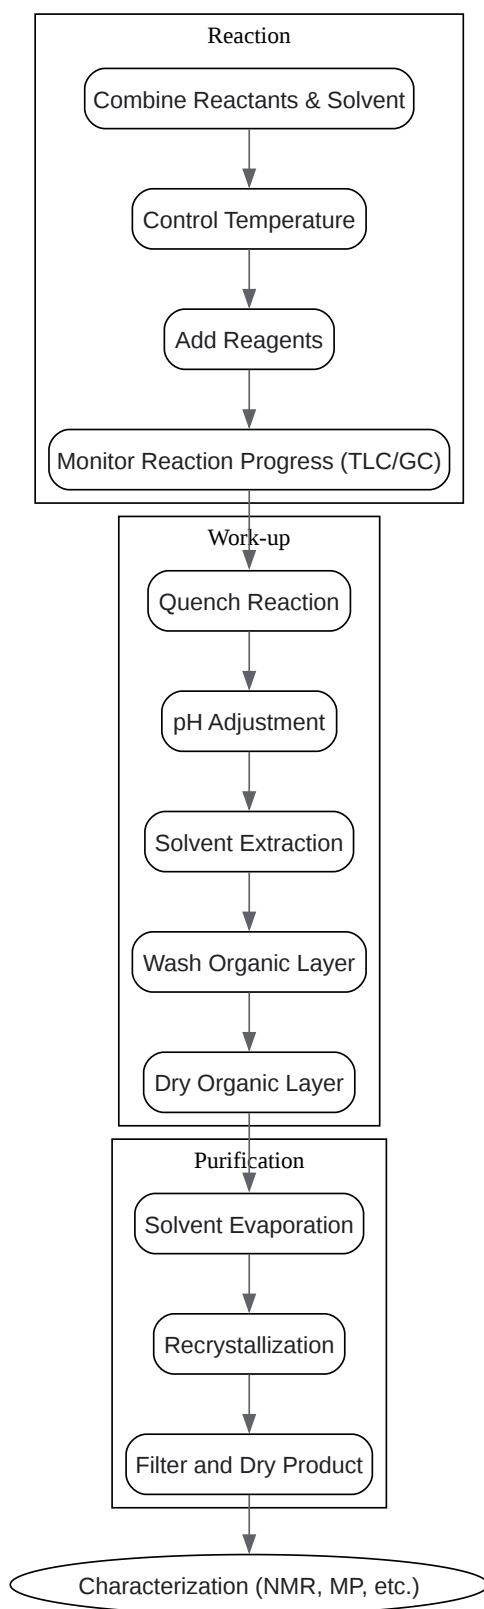 Reaction
Combine Reactants & Solvent
Control Temperature
Add Reagents
Monitor Reaction Progress (TLC/GC)
Work-up
Quench Reaction
pH Adjustment
Solvent Extraction
Wash Organic Layer
Dry Organic Layer
Purification
Solvent Evaporation
Recrystallization
Filter and Dry Product
Characterization (NMR, MP, etc.)